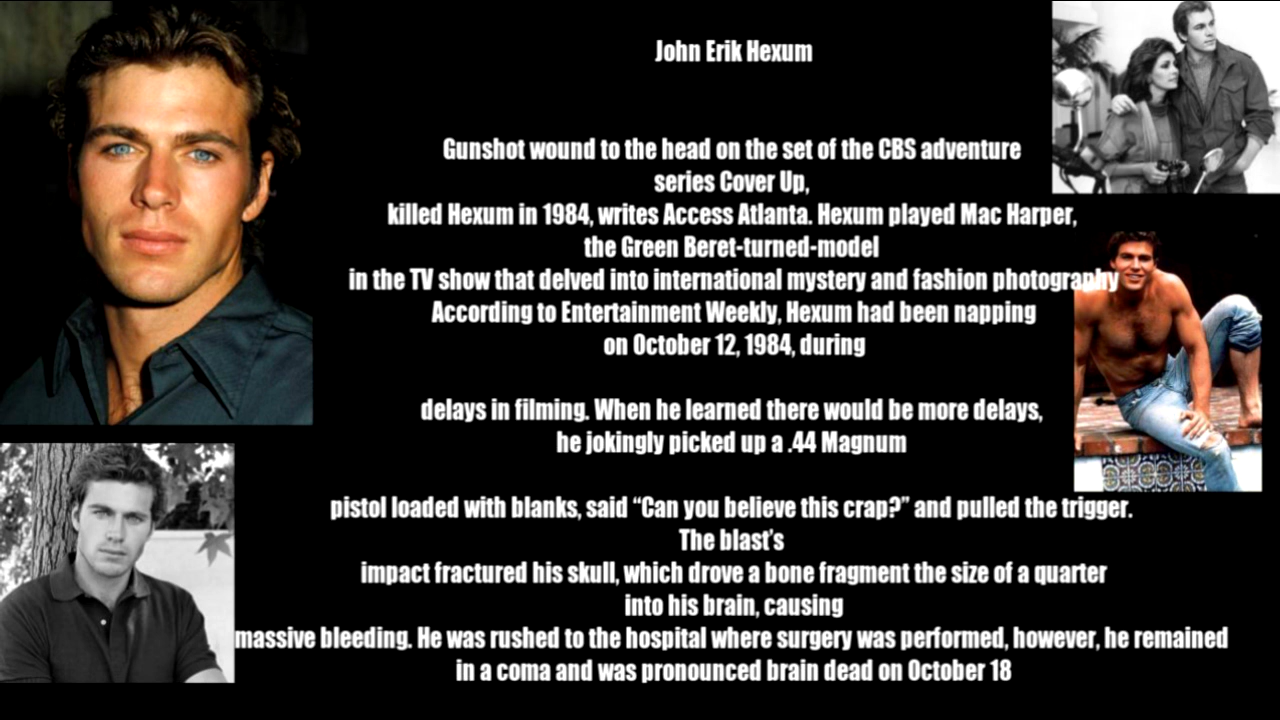 John Erik Hexum
Gunshot wound to the head on the set of the CBS adventure
series Cover Up,
killed Hexum in 1984, writes Access Atlanta. Hexum played Mac Harper,
the Green Beret-turned-model
in the TV show that delved into international mystery and fashion photography
According to Entertainment Weekly, Hexum had been napping
on October 12, 1984, during
delays in filming. When he learned there would be more delays,
he jokingly picked up a .44 Magnum
pistol loaded with blanks, said “Can you believe this crap?” and pulled the trigger.
The blast’s
impact fractured his skull, which drove a bone fragment the size of a quarter
into his brain, causing
massive bleeding. He was rushed to the hospital where surgery was performed, however, he remained
in a coma and was pronounced brain dead on October 18